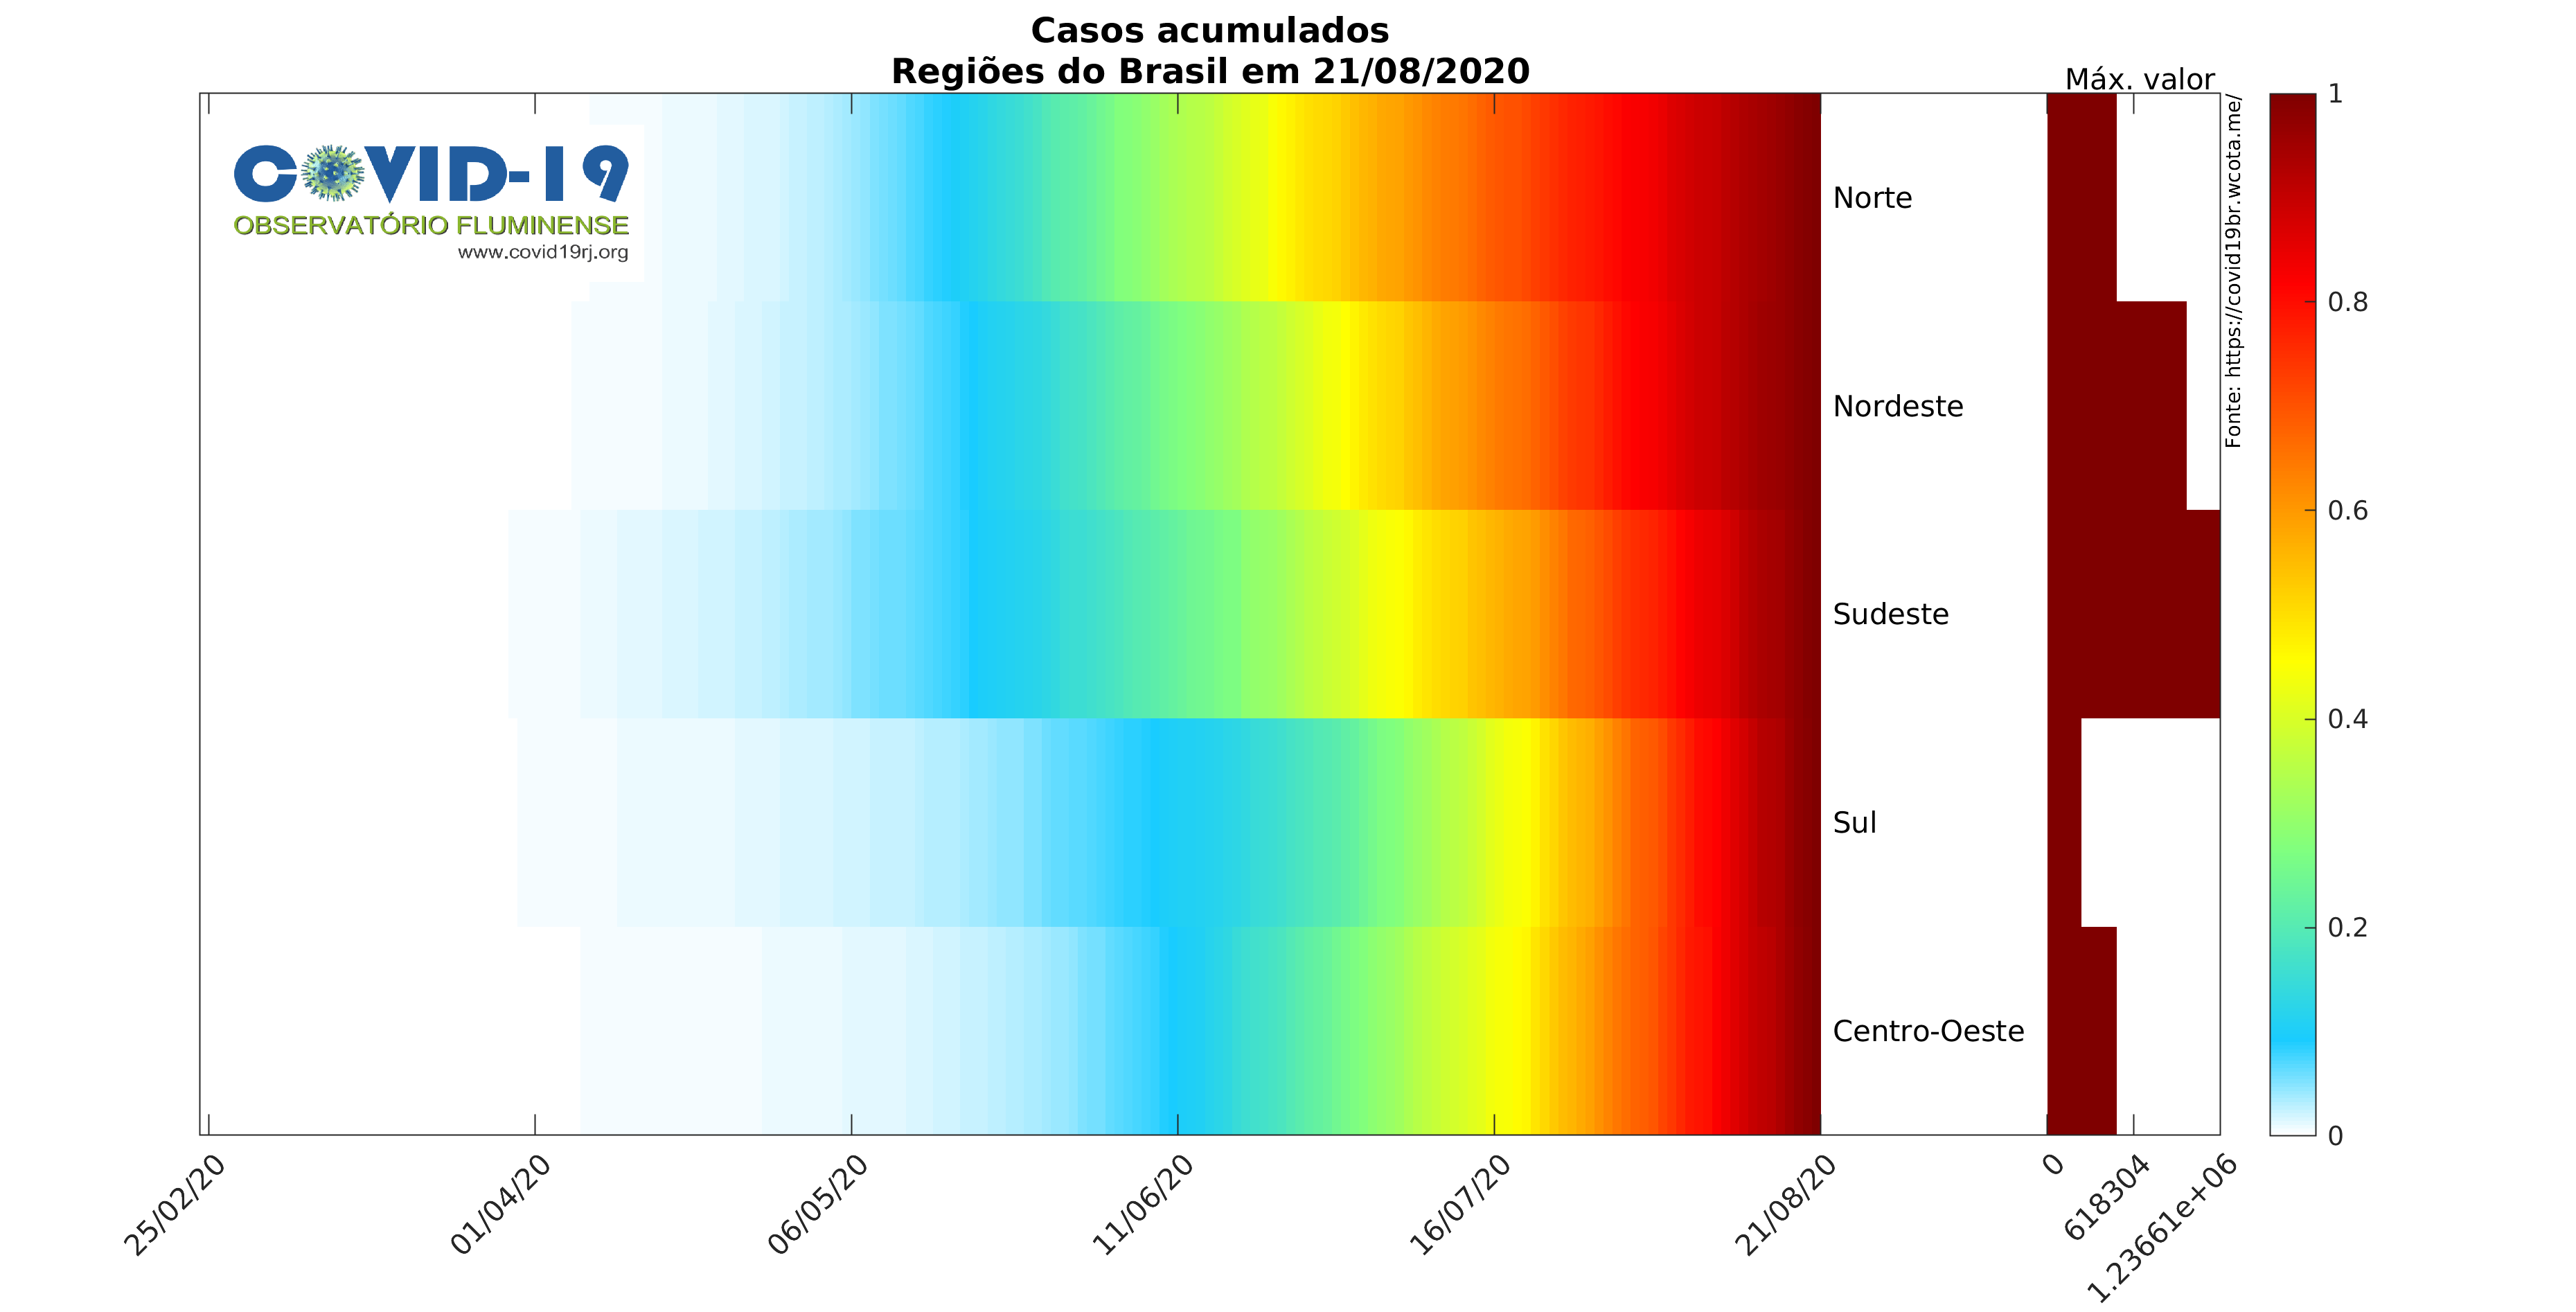 Casos acumulados
Regiões do Brasil em 21/08/2020
Máx. valor
COVID-19
OBSERVATÓRIO FLUMINENSE
www.covid19rj.org
Norte
Nordeste
Sudeste
Sul
Centro-Oeste
Fonte: https://covid19br.wcota.me/
1
0.8
0.6
0.4
0.2
0
25/02/20
01/04/20
06/05/20
11/06/20
16/07/20
21/08/20
0
618304
1.23661e+06